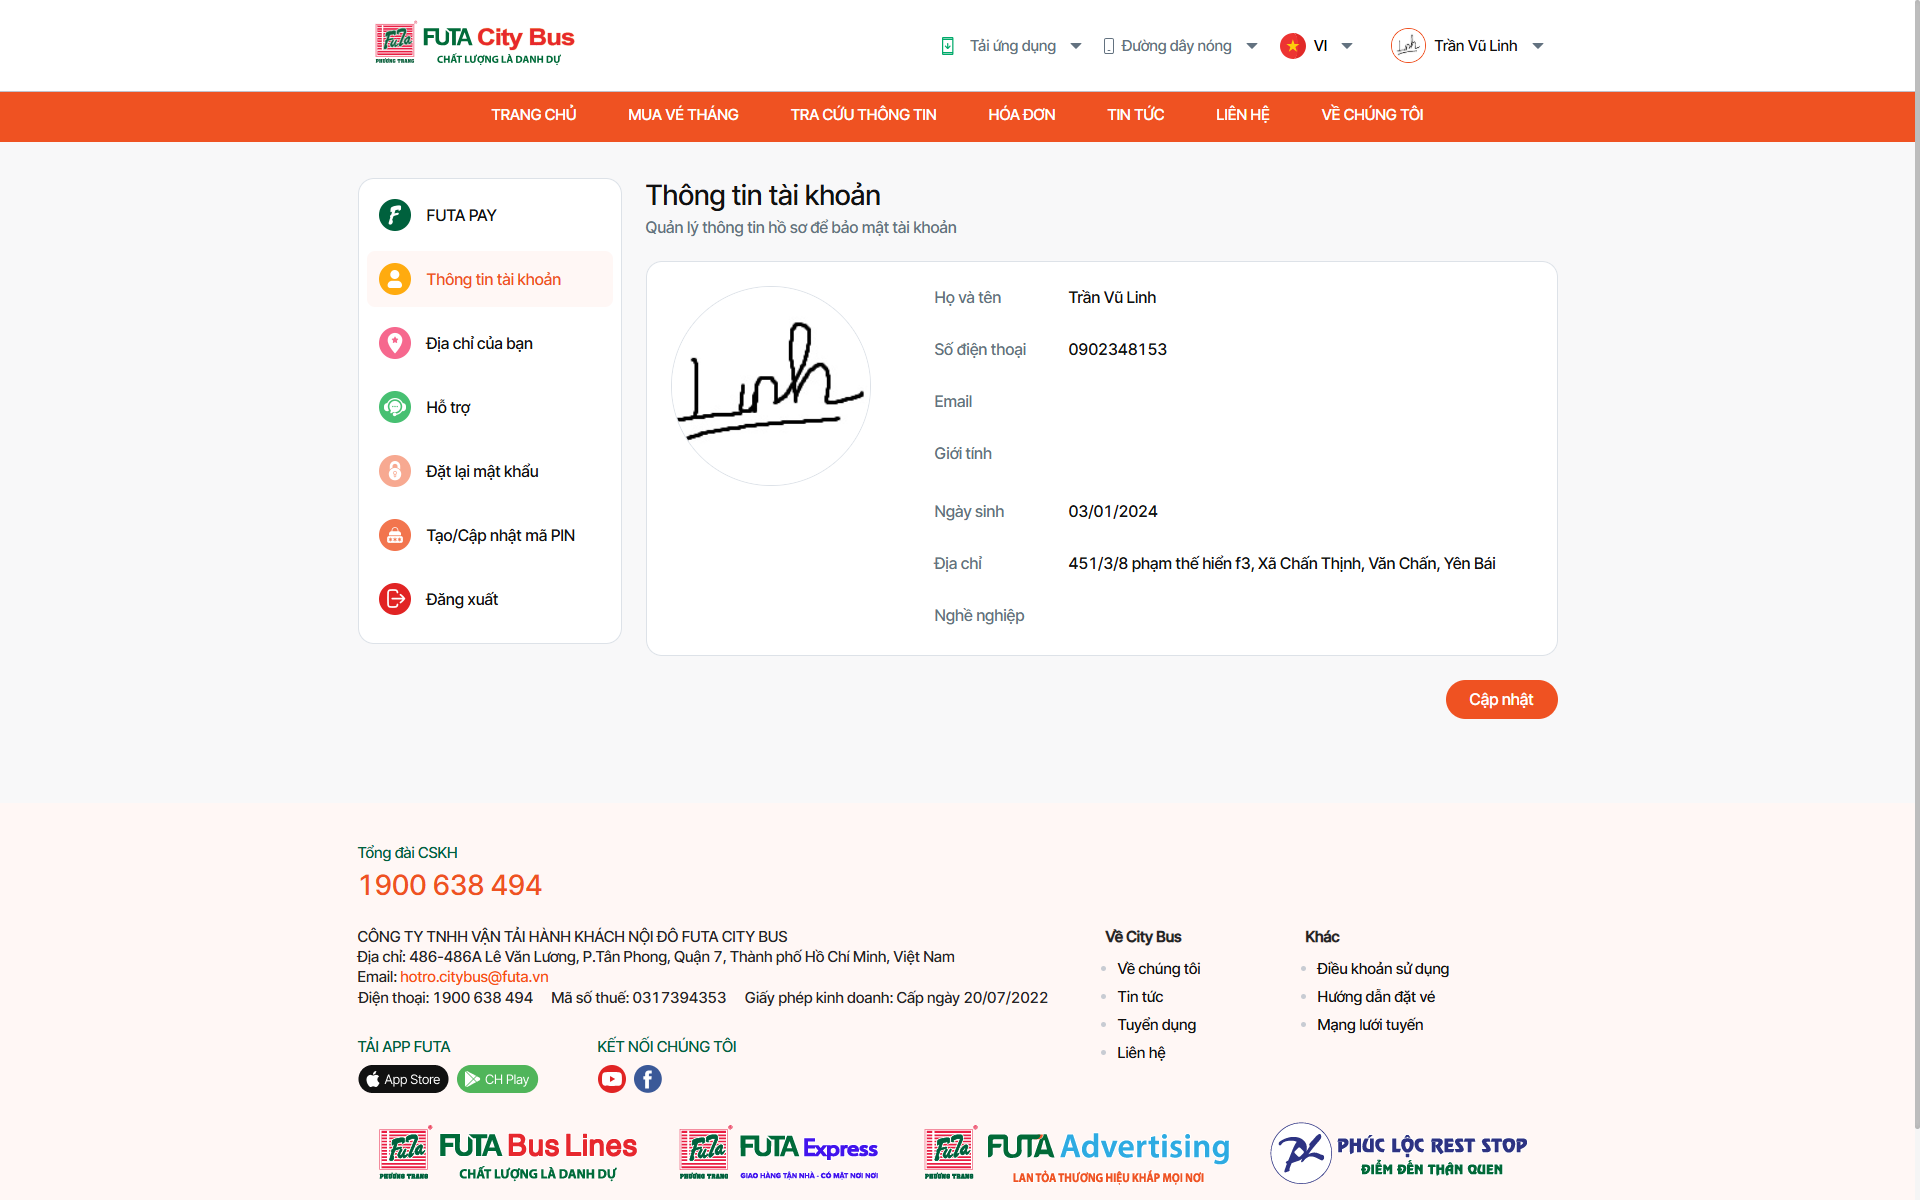 FUTA City Bus
PHƯƠNG TRANG
CHẤT LƯỢNG LÀ DANH DỰ
Tải ứng dụng
Đường dây nóng
VI
Linh
Trần Vũ Linh
TRANG CHỦ
MUA VÉ THÁNG
TRA CỨU THÔNG TIN
HÓA ĐƠN
TIN TỨC
LIÊN HỆ
VỀ CHÚNG TÔI
FUTA PAY
Thông tin tài khoản
Địa chỉ của bạn
Hỗ trợ
Đặt lại mật khẩu
Tạo/Cập nhật mã PIN
Đăng xuất
Thông tin tài khoản
Quản lý thông tin hồ sơ để bảo mật tài khoản
Linh
Họ và tên Trần Vũ Linh
Số điện thoại 0902348153
Email
Giới tính
Ngày sinh 03/01/2024
Địa chỉ 451/3/8 phạm thế hiển f3, Xã Chấn Thịnh, Văn Chấn, Yên Bái
Nghề nghiệp
Cập nhật
Tổng đài CSKH
1900 638 494
CÔNG TY TNHH VẬN TẢI HÀNH KHÁCH NỘI ĐÔ FUTA CITY BUS
Địa chỉ: 486-486A Lê Văn Lương, P.Tân Phong, Quận 7, Thành phố Hồ Chí Minh, Việt Nam
Email: hotro.citybus@futa.vn
Điện thoại: 1900 638 494 Mã số thuế: 0317394353 Giấy phép kinh doanh: Cấp ngày 20/07/2022
Về City Bus
Về chúng tôi
Tin tức
Tuyển dụng
Liên hệ
Khác
Điều khoản sử dụng
Hướng dẫn đặt vé
Mạng lưới tuyến
TẢI APP FUTA
App Store
CH Play
KẾT NỐI CHÚNG TÔI
FUTA Bus Lines
PHƯƠNG TRANG
CHẤT LƯỢNG LÀ DANH DỰ
FUTA Express
PHƯƠNG TRANG
GIAO HÀNG TẬN NHÀ - CÓ MẶT NƠI NƠI
FUTA Advertising
PHƯƠNG TRANG
LAN TỎA THƯƠNG HIỆU KHẮP MỌI NƠI
PHÚC LỘC REST STOP
ĐIỂM ĐẾN THÂN QUEN